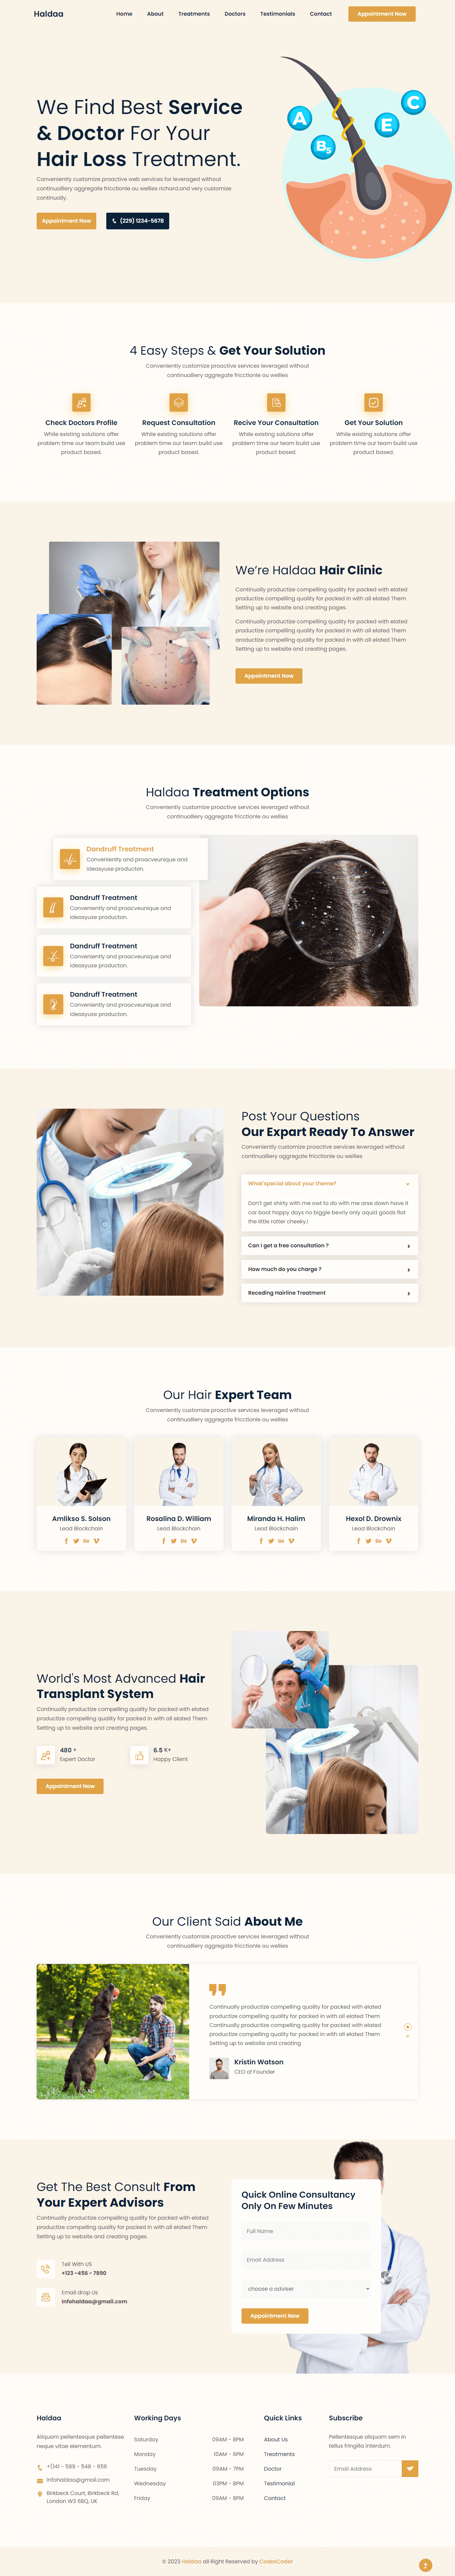 Haldaa
Home About Treatments Doctors Testimonials Contact Appointment Now
We Find Best Service
& Doctor For Your
Hair Loss Treatment.
Conveniently customize proactive web services for leveraged without
continualliery aggregate fricctionle ou wellies richard.and very customize
continually.
Appointment Now (229) 1234-5678
A B5 E C
4 Easy Steps & Get Your Solution
Conveniently customize proactive services leveraged without
continualliery aggregate fricctionle ou wellies
Check Doctors Profile
While existing solutions offer
problem time our team build use
product based.
Request Consultation
While existing solutions offer
problem time our team build use
product based.
Recive Your Consultation
While existing solutions offer
problem time our team build use
product based.
Get Your Solution
While existing solutions offer
problem time our team build use
product based.
We're Haldaa Hair Clinic
Continually productize compelling quality for packed with elated
productize compelling quality for packed in with all elated Them
Setting up to website and creating pages.
Continually productize compelling quality for packed with elated
productize compelling quality for packed in with all elated Them
productize compelling quality for packed in with all elated Them
Setting up to website and creating pages.
Appointment Now
Haldaa Treatment Options
Conveniently customize proactive services leveraged without
continualliery aggregate fricctionle ou wellies
Dandruff Treatment
Conveniently and proacveunique and
ideasyuse producton.
Dandruff Treatment
Conveniently and proacveunique and
ideasyuse producton.
Dandruff Treatment
Conveniently and proacveunique and
ideasyuse producton.
Dandruff Treatment
Conveniently and proacveunique and
ideasyuse producton.
Post Your Questions
Our Expart Ready To Answer
Conveniently customize proactive services leveraged without
continualliery aggregate fricctionle ou wellies
What'special about your theme?
Don't get shirty with me owt to do with me arse down have it
car boot happy days no biggie bevriy only aquid goods flat
the little ratter cheeky.!
Can I get a free consultation ?
How much do you charge ?
Receding Hairline Treatment
Our Hair Expert Team
Conveniently customize proactive services leveraged without
continualliery aggregate fricctionle ou wellies
Amlikso S. Solson
Lead Blockchain
Rosalina D. William
Lead Blockchain
Miranda H. Halim
Lead Blockchain
Hexol D. Drownix
Lead Blockchain
World's Most Advanced Hair
Transplant System
Continually productize compelling quality for packed with elated
productize compelling quality for packed in with all elated Them
Setting up to website and creating pages.
480 +
Expert Doctor
6.5 K+
Happy Client
Appointment Now
Our Client Said About Me
Conveniently customize proactive services leveraged without
continualliery aggregate fricctionle ou wellies
Continually productize compelling quality for packed with elated
productize compelling quality for packed in with all elated Them
Continually productize compelling quality for packed with elated
productize compelling quality for packed in with all elated Them
Setting up to website and creating
Kristin Watson
CEO of Founder
Get The Best Consult From
Your Expert Advisors
Continually productize compelling quality for packed with elated
productize compelling quality for packed in with all elated Them
Setting up to website and creating pages.
Tell With US
+123 -456 - 7890
Email drop Us
Infohaldaa@gmail.com
Quick Online Consultancy
Only On Few Minutes
Full Name
Email Address
choose a adviser
Appointment Now
Haldaa
Aliquam pellentesque pellentese
neque vitae elementum.
+(14) - 589 - 548 - 656
infohaldaa@gmail.com
Birkbeck Court, Birkbeck Rd,
London W3 6BQ, UK
Working Days
Saturday 09AM - 8PM
Monday 10AM - 6PM
Tuesday 09AM - 7PM
Wednesday 03PM - 8PM
Friday 09AM - 8PM
Quick Links
About Us
Treatments
Doctor
Testimonial
Contact
Subscribe
Pellentesque aliquam sem in
tellus fringilla interdum.
Email Address
© 2023 Haldaa all Right Reserved by CodexCoder